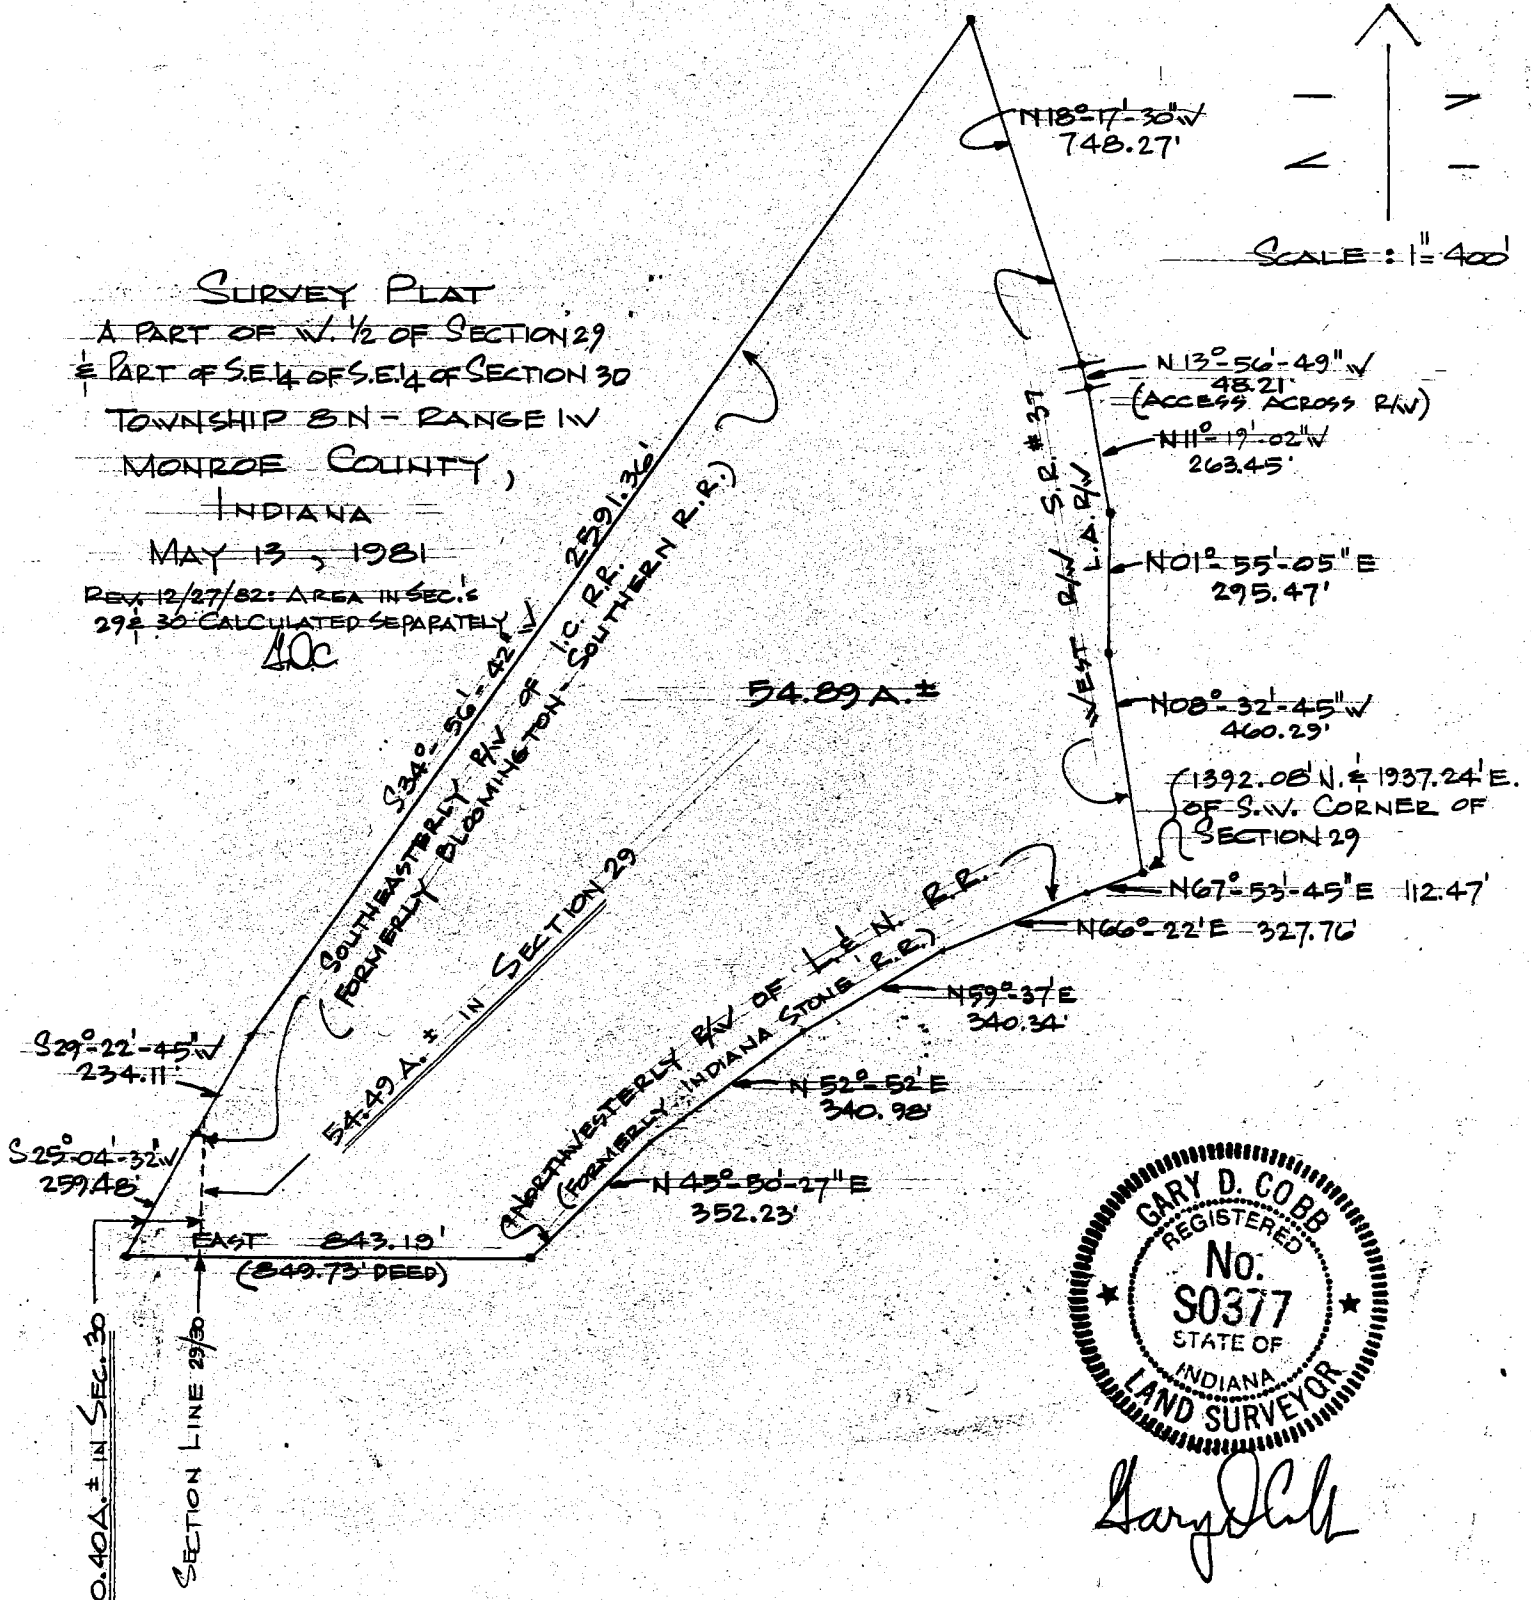 SURVEY PLAT
A PART OF W. 1/2 OF SECTION 29
& PART OF S.E.1/4 OF S.E.1/4 OF SECTION 30
TOWNSHIP 8 N - RANGE 1 W
MONROE COUNTY,
INDIANA
MAY 13, 1981
REV. 12/27/82: AREA IN SEC.'S
29 & 30 CALCULATED SEPARATELY
GDC
N18°-17'-30"W
748.27'
SCALE : 1"= 400'
N 13°-56'-49" W
48.21'
(ACCESS ACROSS R/W)
N11°-19'-02"W
263.45'
N01°-55'-05" E
295.47'
N08°-32'-45" W
460.29'
1392.08' N. & 1937.24' E.
OF S.W. CORNER OF
SECTION 29
N67°-53'-45" E 112.47'
N66°-22' E 327.76'
N59°-37' E
340.34'
N 52°-52' E
340.98'
N 45°-50'-27" E
352.23'
WEST R/W S.R. #37
L.A. R/W
54.89 A. ±
S34°-56'-42" W 2591.36'
SOUTHEASTERLY R/W OF I.C. R.R.
(FORMERLY BLOOMINGTON - SOUTHERN R.R.)
54.49 A. ± IN SECTION 29
NORTHWESTERLY R/W OF L. & N. R.R.
(FORMERLY INDIANA STONE R.R.)
S29°-22'-45" W
234.11'
S25°-04'-32" W
259.48'
EAST 843.19'
(849.73' DEED)
0.40 A. ± IN SEC. 30
SECTION LINE 29/30
GARY D. COBB
REGISTERED
No.
S0377
STATE OF
INDIANA
LAND SURVEYOR
Gary D Cobb